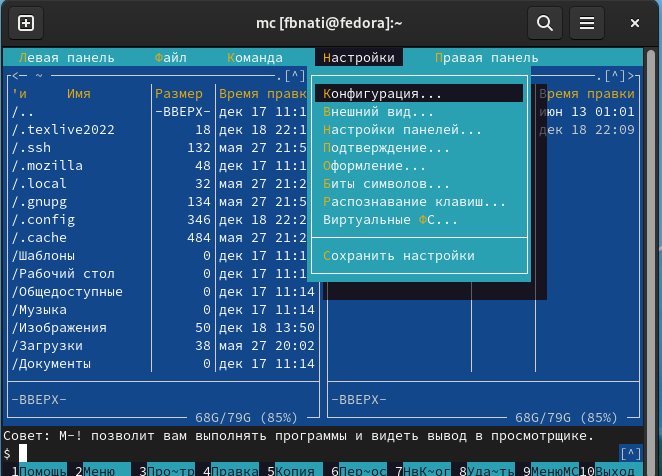 mc [fbnati@fedora]:~
Левая панель Файл Команда Настройки Правая панель
<— ~ .[^] .[^]>
'и Имя Размер Время правк Конфигурация... Время правки
/.. -ВВЕРХ- дек 17 11:1 Внешний вид... июн 13 01:01
/.texlive2022 18 дек 18 22:1 Настройки панелей... дек 18 22:09
/.ssh 132 мая 27 21:5 Подтверждение...
/.mozilla 48 дек 17 11:1 Оформление...
/.local 32 мая 27 21:2 Биты символов...
/.gnupg 134 мая 27 21:5 Распознавание клавиш...
/.config 346 дек 18 22:2 Виртуальные ФС...
/.cache 484 мая 27 21:2
/Шаблоны 0 дек 17 11:1 Сохранить настройки
/Рабочий стол 0 дек 17 11:1
/Общедоступные 0 дек 17 11:14
/Музыка 0 дек 17 11:14
/Изображения 50 дек 18 13:50
/Загрузки 38 мая 27 20:02
/Документы 0 дек 17 11:14
-ВВЕРХ- -ВВЕРХ-
68G/79G (85%) 68G/79G (85%)
Совет: M-! позволит вам выполнять программы и видеть вывод в просмотрщике.
$ [^]
1Помощь 2Меню 3Про~тр 4Правка 5Копия 6Пер~ос 7НвК~ог 8Уда~ть 9МенюMC 10Выход